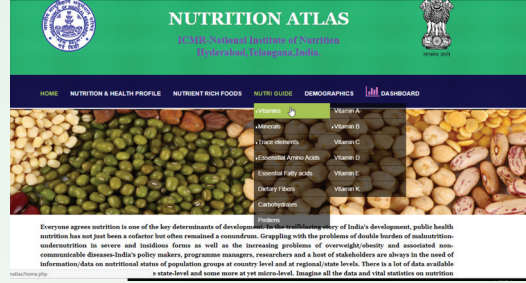 NUTRITION ATLAS
ICMR-National Institute of Nutrition
Hyderabad,Telangana,India.
HOME NUTRITION & HEALTH PROFILE NUTRIENT RICH FOODS NUTRI GUIDE DEMOGRAPHICS DASHBOARD
Vitamins
Minerals
Trace elements
Essential Amino Acids
Essential Fatty acids
Dietary Fibers
Carbohydrates
Protiens
Vitamin A
Vitamin B
Vitamin C
Vitamin D
Vitamin E
Vitamin K
Everyone agrees nutrition is one of the key determinants of development. In the trailblazing story of India's development, public health
nutrition has not just been a cofactor but often remained a conundrum. Grappling with the problems of double burden of malnutrition-
undernutrition in severe and insidious forms as well as the increasing problems of overweight/obesity and associated non-
communicable diseases-India's policy makers, programme managers, researchers and a host of stakeholders are always in the need of
information/data on nutritional status of population groups at country level and at regional/state levels. There is a lot of data available
e state-level and some more at yet micro-level. Imagine all the data and vital statistics on nutrition
natlas/home.php